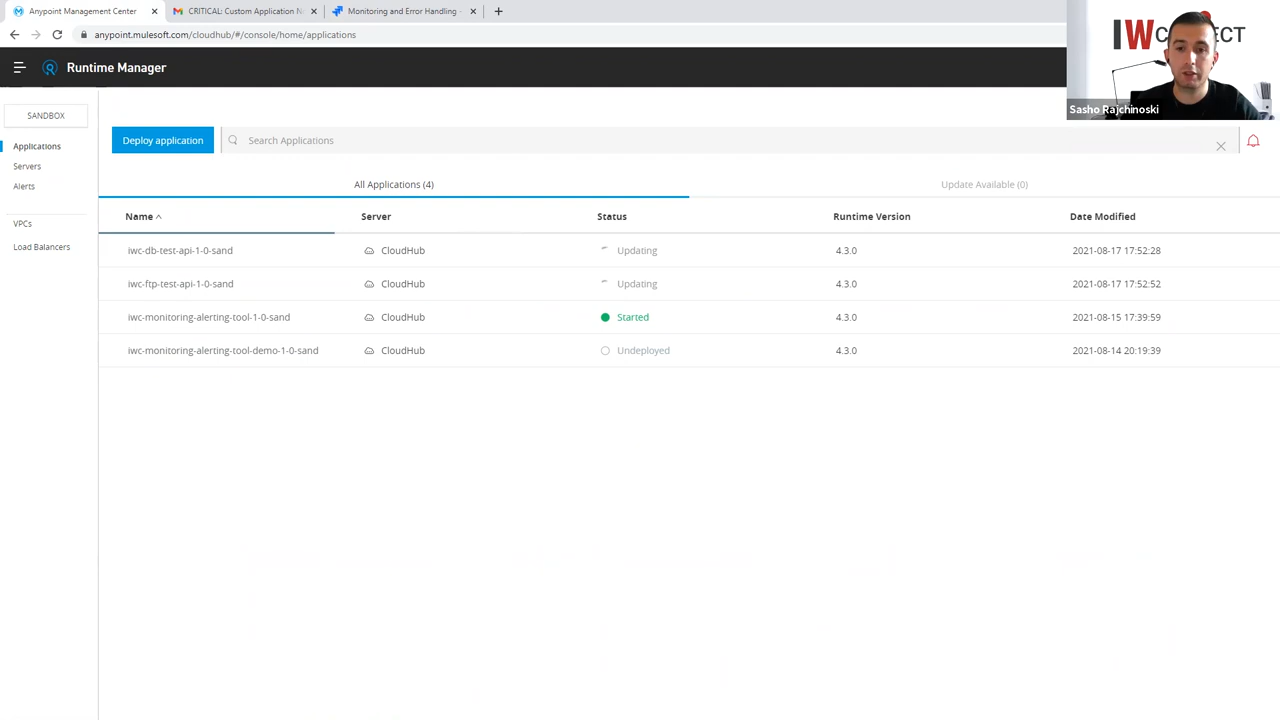 Anypoint Management Center
CRITICAL: Custom Application N
Monitoring and Error Handling -
anypoint.mulesoft.com/cloudhub/#/console/home/applications
Runtime Manager
IWCONNECT
Sasho Rajchinoski
SANDBOX
Applications
Servers
Alerts
VPCs
Load Balancers
Deploy application
Search Applications
All Applications (4)
Update Available (0)
Name
Server
Status
Runtime Version
Date Modified
iwc-db-test-api-1-0-sand CloudHub Updating 4.3.0 2021-08-17 17:52:28
iwc-ftp-test-api-1-0-sand CloudHub Updating 4.3.0 2021-08-17 17:52:52
iwc-monitoring-alerting-tool-1-0-sand CloudHub Started 4.3.0 2021-08-15 17:39:59
iwc-monitoring-alerting-tool-demo-1-0-sand CloudHub Undeployed 4.3.0 2021-08-14 20:19:39